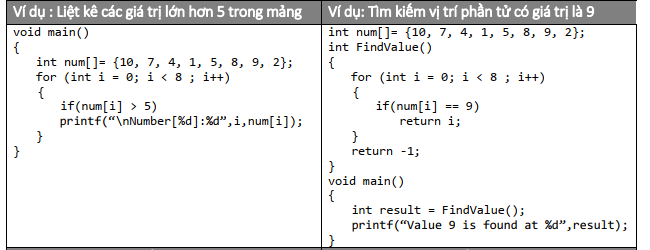 Ví dụ : Liệt kê các giá trị lớn hơn 5 trong mảng
void main()
{
int num[]= {10, 7, 4, 1, 5, 8, 9, 2};
for (int i = 0; i < 8 ; i++)
{
if(num[i] > 5)
printf(“\nNumber[%d]:%d”,i,num[i]);
}
}
Ví dụ: Tìm kiếm vị trí phần tử có giá trị là 9
int num[]= {10, 7, 4, 1, 5, 8, 9, 2};
int FindValue()
{
for (int i = 0; i < 8 ; i++)
{
if(num[i] == 9)
return i;
}
return -1;
}
void main()
{
int result = FindValue();
printf(“Value 9 is found at %d”,result);
}